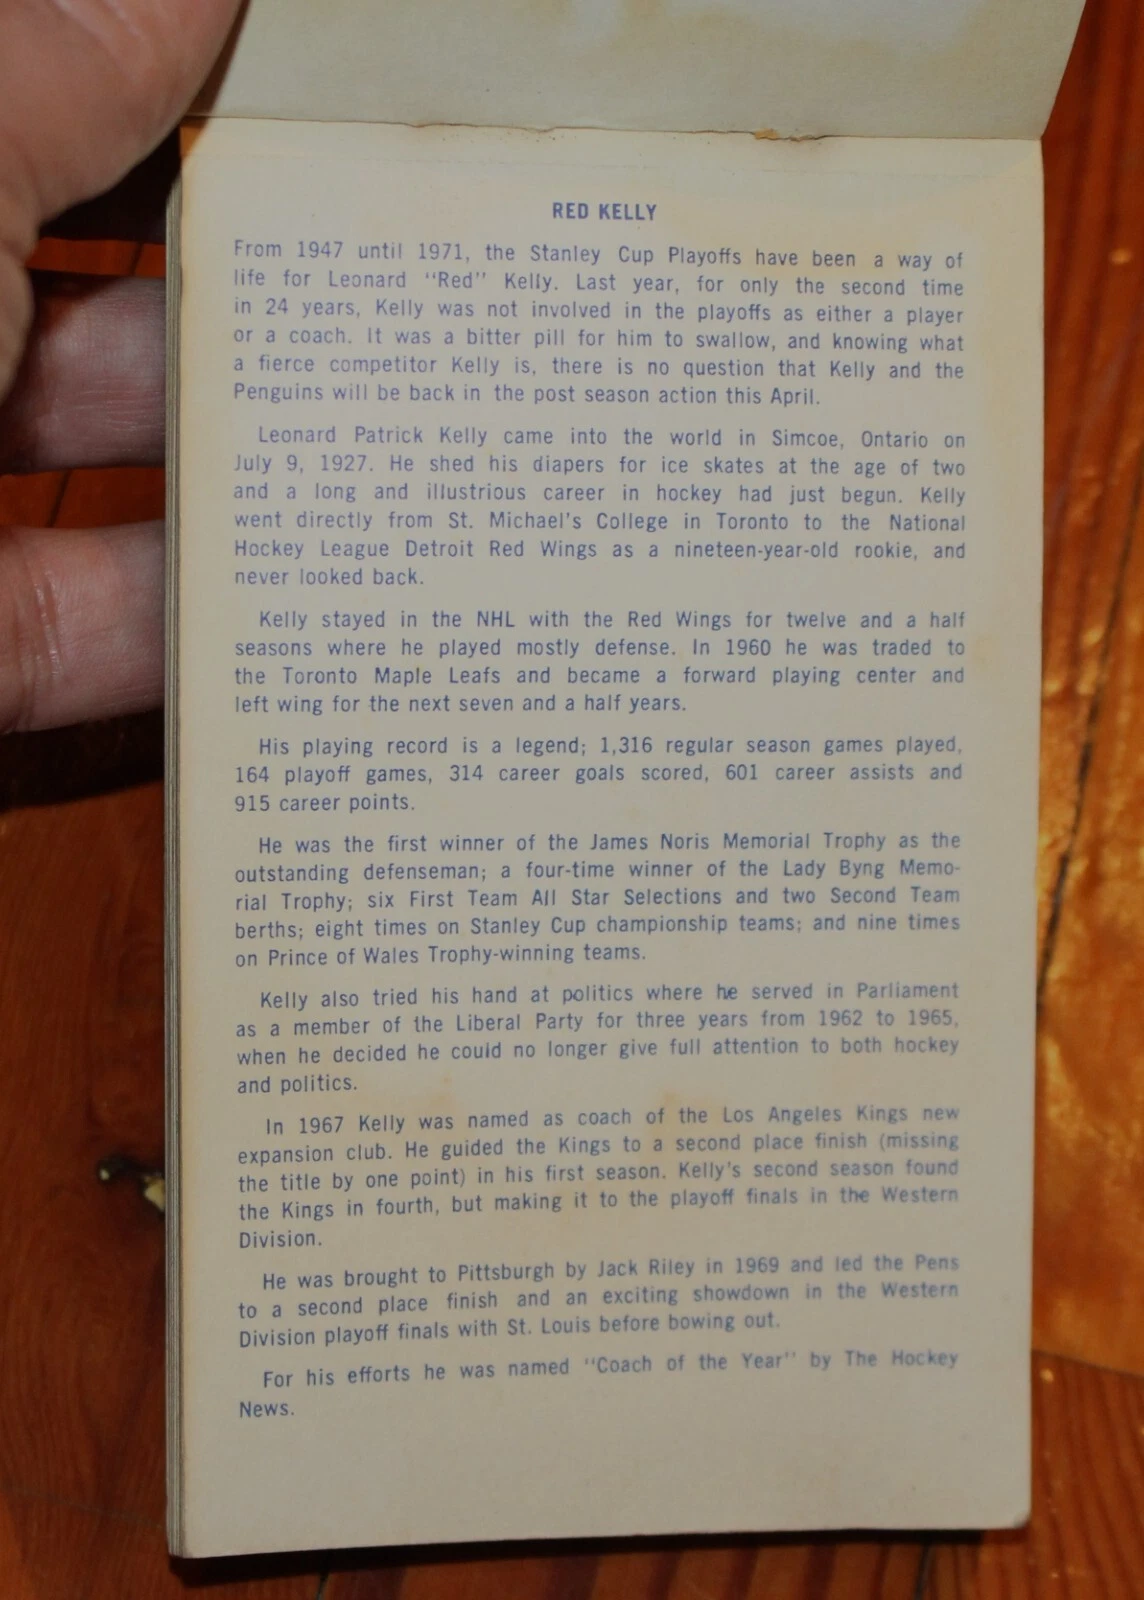 RED KELLY
From 1947 until 1971, the Stanley Cup Playoffs have been a way of
life for Leonard "Red" Kelly. Last year, for only the second time
in 24 years, Kelly was not involved in the playoffs as either a player
or a coach. It was a bitter pill for him to swallow, and knowing what
a fierce competitor Kelly is, there is no question that Kelly and the
Penguins will be back in the post season action this April.
Leonard Patrick Kelly came into the world in Simcoe, Ontario on
July 9, 1927. He shed his diapers for ice skates at the age of two
and a long and illustrious career in hockey had just begun. Kelly
went directly from St. Michael's College in Toronto to the National
Hockey League Detroit Red Wings as a nineteen-year-old rookie, and
never looked back.
Kelly stayed in the NHL with the Red Wings for twelve and a half
seasons where he played mostly defense. In 1960 he was traded to
the Toronto Maple Leafs and became a forward playing center and
left wing for the next seven and a half years.
His playing record is a legend; 1,316 regular season games played,
164 playoff games, 314 career goals scored, 601 career assists and
915 career points.
He was the first winner of the James Noris Memorial Trophy as the
outstanding defenseman; a four-time winner of the Lady Byng Memo-
rial Trophy; six First Team All Star Selections and two Second Team
berths; eight times on Stanley Cup championship teams; and nine times
on Prince of Wales Trophy-winning teams.
Kelly also tried his hand at politics where he served in Parliament
as a member of the Liberal Party for three years from 1962 to 1965,
when he decided he could no longer give full attention to both hockey
and politics.
In 1967 Kelly was named as coach of the Los Angeles Kings new
expansion club. He guided the Kings to a second place finish (missing
the title by one point) in his first season. Kelly's second season found
the Kings in fourth, but making it to the playoff finals in the Western
Division.
He was brought to Pittsburgh by Jack Riley in 1969 and led the Pens
to a second place finish and an exciting showdown in the Western
Division playoff finals with St. Louis before bowing out.
For his efforts he was named "Coach of the Year" by The Hockey
News.